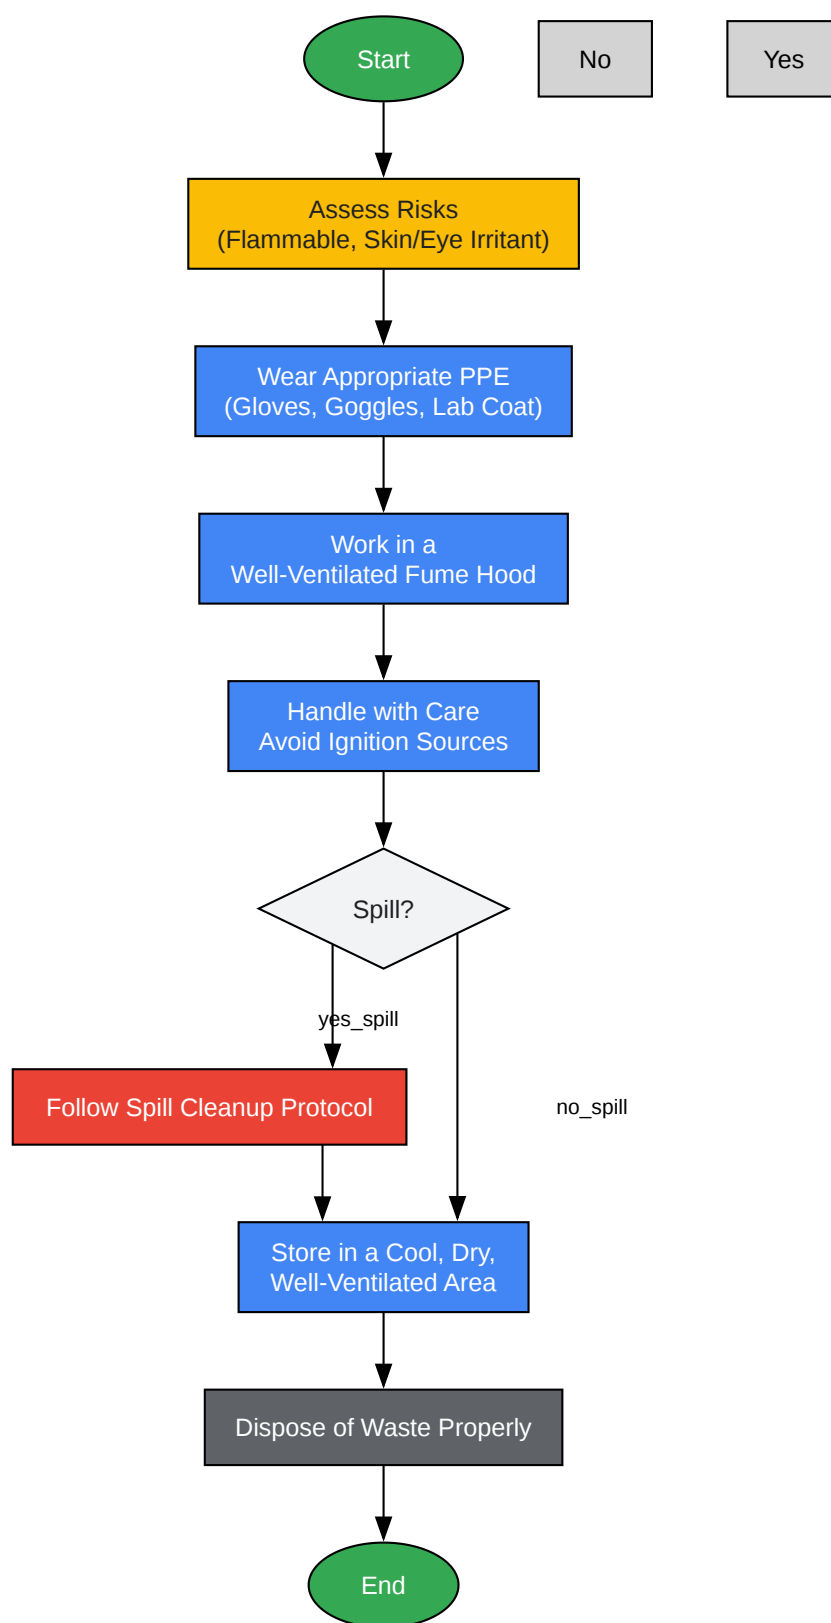 Start
No
Yes
Assess Risks
(Flammable, Skin/Eye Irritant)
Wear Appropriate PPE
(Gloves, Goggles, Lab Coat)
Work in a
Well-Ventilated Fume Hood
Handle with Care
Avoid Ignition Sources
Spill?
yes_spill
Follow Spill Cleanup Protocol
no_spill
Store in a Cool, Dry,
Well-Ventilated Area
Dispose of Waste Properly
End